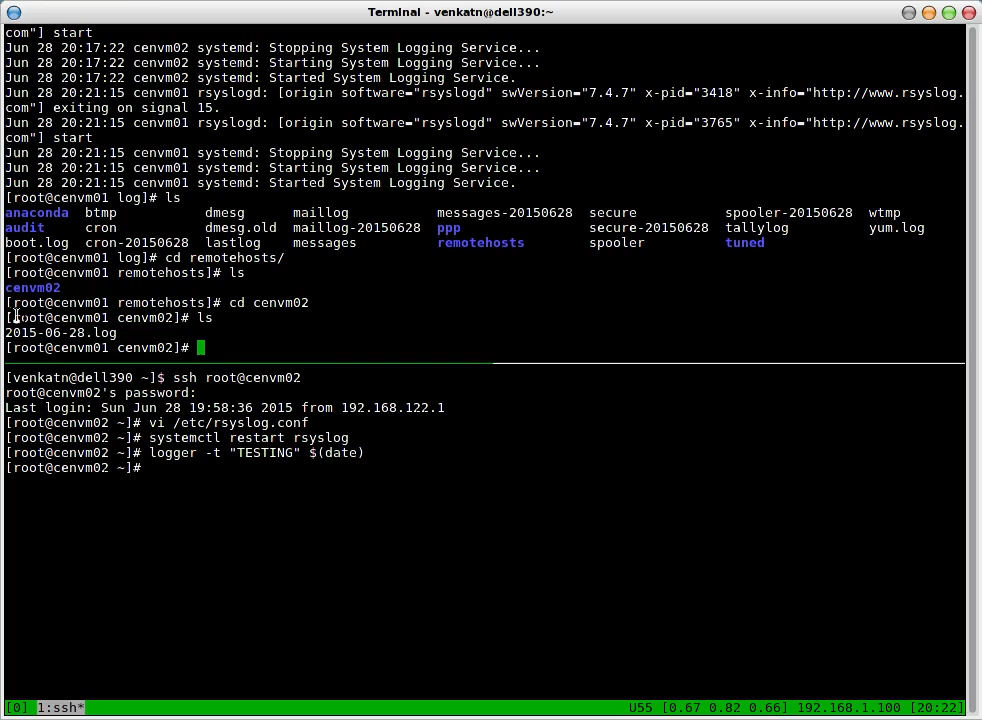 Terminal - venkatn@dell390:~
com"] start
Jun 28 20:17:22 cenvm02 systemd: Stopping System Logging Service...
Jun 28 20:17:22 cenvm02 systemd: Starting System Logging Service...
Jun 28 20:17:22 cenvm02 systemd: Started System Logging Service.
Jun 28 20:21:15 cenvm01 rsyslogd: [origin software="rsyslogd" swVersion="7.4.7" x-pid="3418" x-info="http://www.rsyslog.
com"] exiting on signal 15.
Jun 28 20:21:15 cenvm01 rsyslogd: [origin software="rsyslogd" swVersion="7.4.7" x-pid="3765" x-info="http://www.rsyslog.
com"] start
Jun 28 20:21:15 cenvm01 systemd: Stopping System Logging Service...
Jun 28 20:21:15 cenvm01 systemd: Starting System Logging Service...
Jun 28 20:21:15 cenvm01 systemd: Started System Logging Service.
[root@cenvm01 log]# ls
anaconda  btmp           dmesg      maillog           messages-20150628  secure           spooler-20150628  wtmp
audit     cron           dmesg.old  maillog-20150628  ppp                secure-20150628  tallylog          yum.log
boot.log  cron-20150628  lastlog    messages          remotehosts        spooler          tuned
[root@cenvm01 log]# cd remotehosts/
[root@cenvm01 remotehosts]# ls
cenvm02
[root@cenvm01 remotehosts]# cd cenvm02
[root@cenvm01 cenvm02]# ls
2015-06-28.log
[root@cenvm01 cenvm02]#
[venkatn@dell390 ~]$ ssh root@cenvm02
root@cenvm02's password:
Last login: Sun Jun 28 19:58:36 2015 from 192.168.122.1
[root@cenvm02 ~]# vi /etc/rsyslog.conf
[root@cenvm02 ~]# systemctl restart rsyslog
[root@cenvm02 ~]# logger -t "TESTING" $(date)
[root@cenvm02 ~]#
[0] 1:ssh* U55 [0.67 0.82 0.66] 192.168.1.100 [20:22]